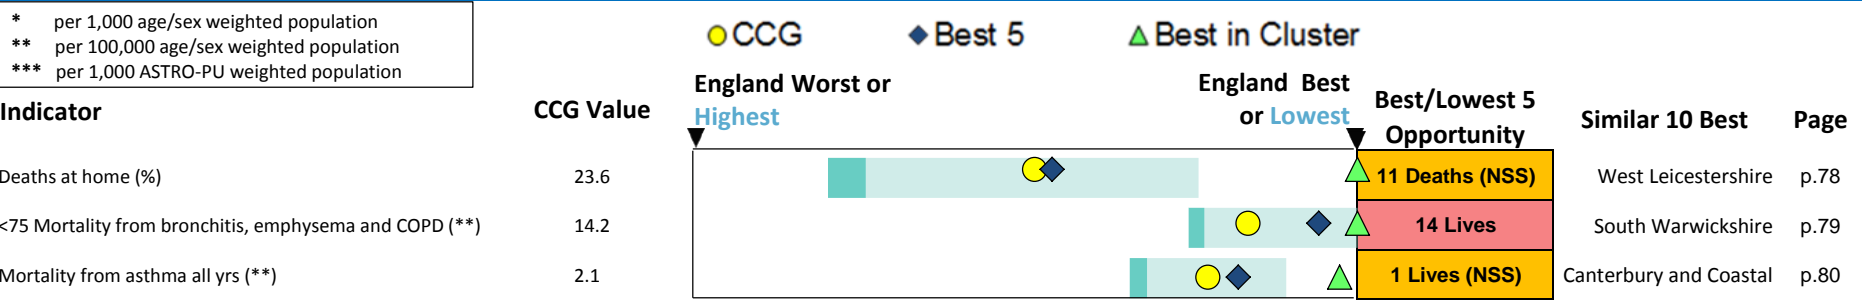 * per 1,000 age/sex weighted population
** per 100,000 age/sex weighted population
*** per 1,000 ASTRO-PU weighted population
CCG Best 5 Best in Cluster
Indicator CCG Value England Worst or Highest England Best or Lowest Best/Lowest 5 Opportunity Similar 10 Best Page
Deaths at home (%) 23.6 11 Deaths (NSS) West Leicestershire p.78
<75 Mortality from bronchitis, emphysema and COPD (**) 14.2 14 Lives South Warwickshire p.79
Mortality from asthma all yrs (**) 2.1 1 Lives (NSS) Canterbury and Coastal p.80